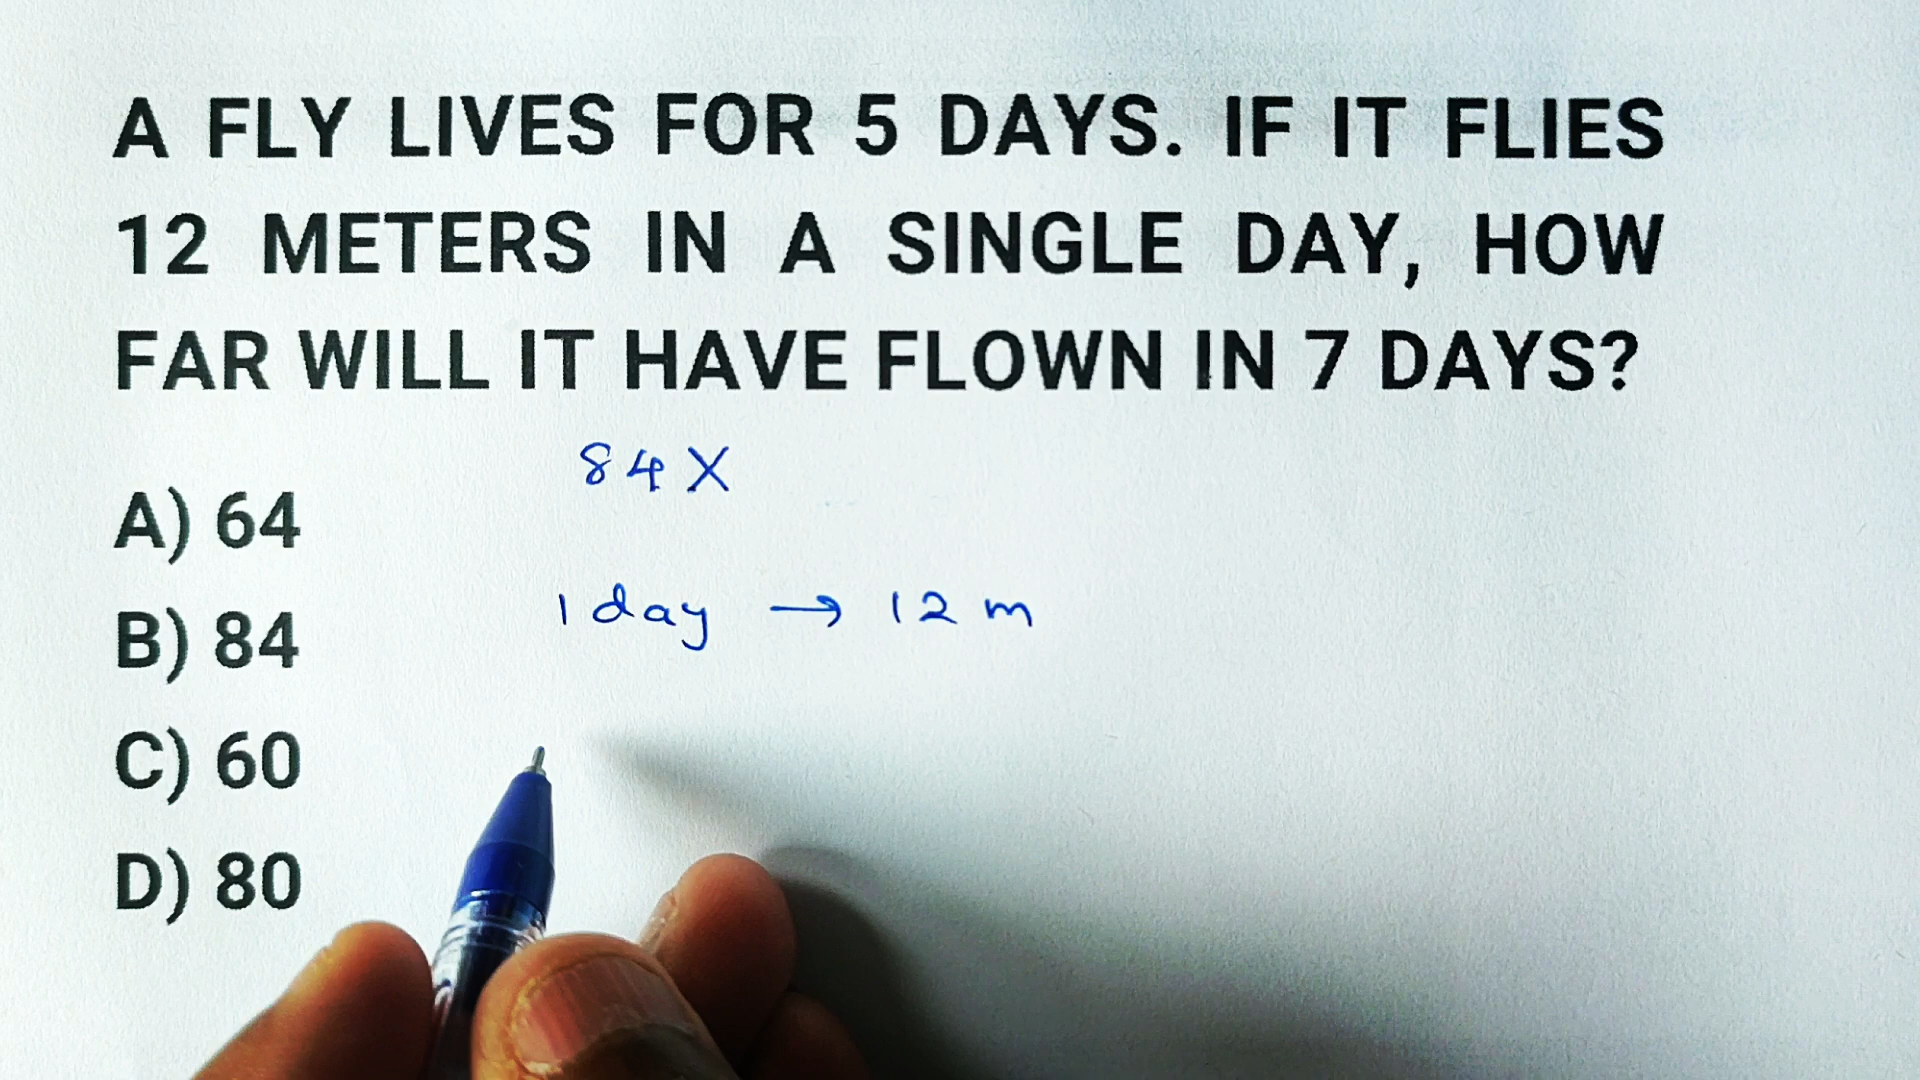 A FLY LIVES FOR 5 DAYS. IF IT FLIES
12 METERS IN A SINGLE DAY, HOW
FAR WILL IT HAVE FLOWN IN 7 DAYS?
84 X
A) 64
1 day → 12 m
B) 84
C) 60
D) 80